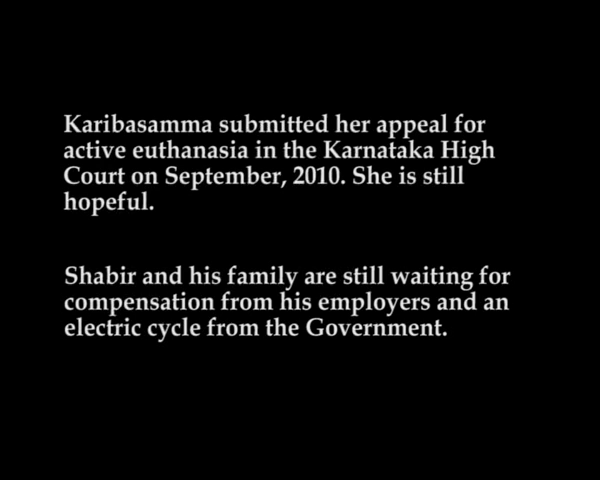 Karibasamma submitted her appeal for
active euthanasia in the Karnataka High
Court on September, 2010. She is still
hopeful.
Shabir and his family are still waiting for
compensation from his employers and an
electric cycle from the Government.